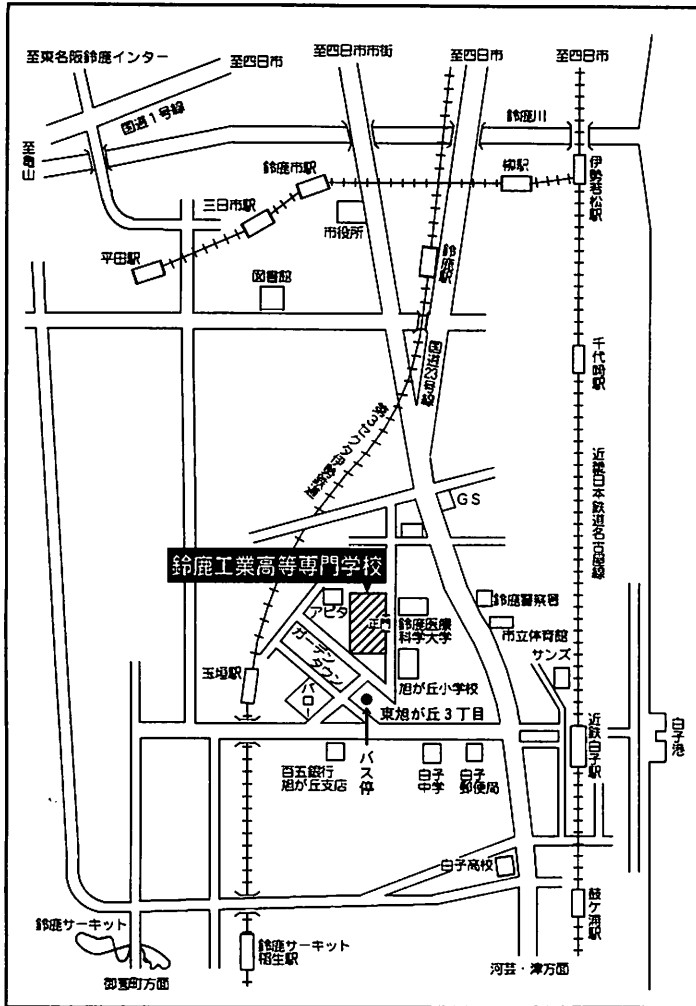 至東名阪鈴鹿インター
至四日市
至四日市市街
至四日市
至四日市
国道1号線
鈴鹿川
至亀山
鈴鹿市駅
柳駅
伊勢若松駅
三日市駅
市役所
平田駅
鈴鹿駅
図書館
国道23号線
千代崎駅
近畿日本鉄道名古屋線
GS
鈴鹿工業高等専門学校
アピタ
正門
鈴鹿医療
科学大学
鈴鹿警察署
市立体育館
サンズ
ガーデン
タウン
玉垣駅
バロー
旭が丘小学校
東旭が丘3丁目
近鉄白子駅
白子港
百五銀行
旭が丘支店
バス停
白子
中学
白子
郵便局
白子高校
鼓ケ浦駅
鈴鹿サーキット
鈴鹿サーキット
稲生駅
御薗町方面
河芸・津方面